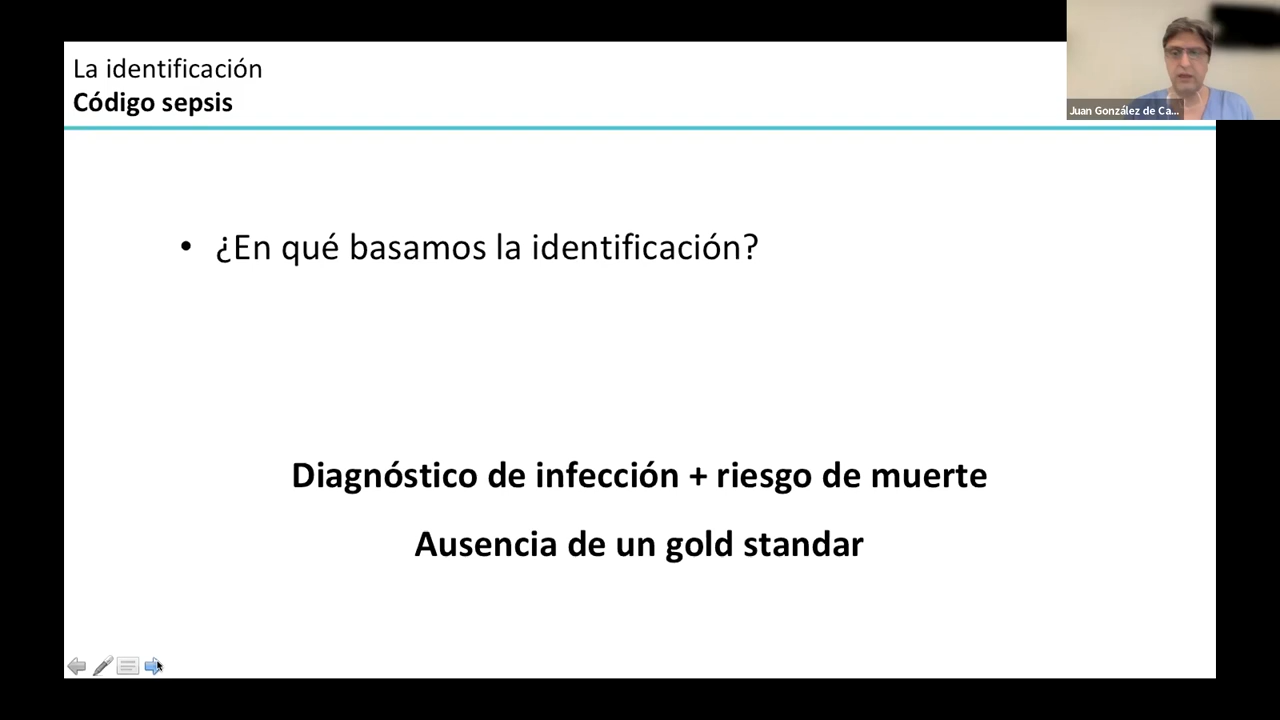 La identificación
Código sepsis
Juan González de Ca...
• ¿En qué basamos la identificación?
Diagnóstico de infección + riesgo de muerte
Ausencia de un gold standar